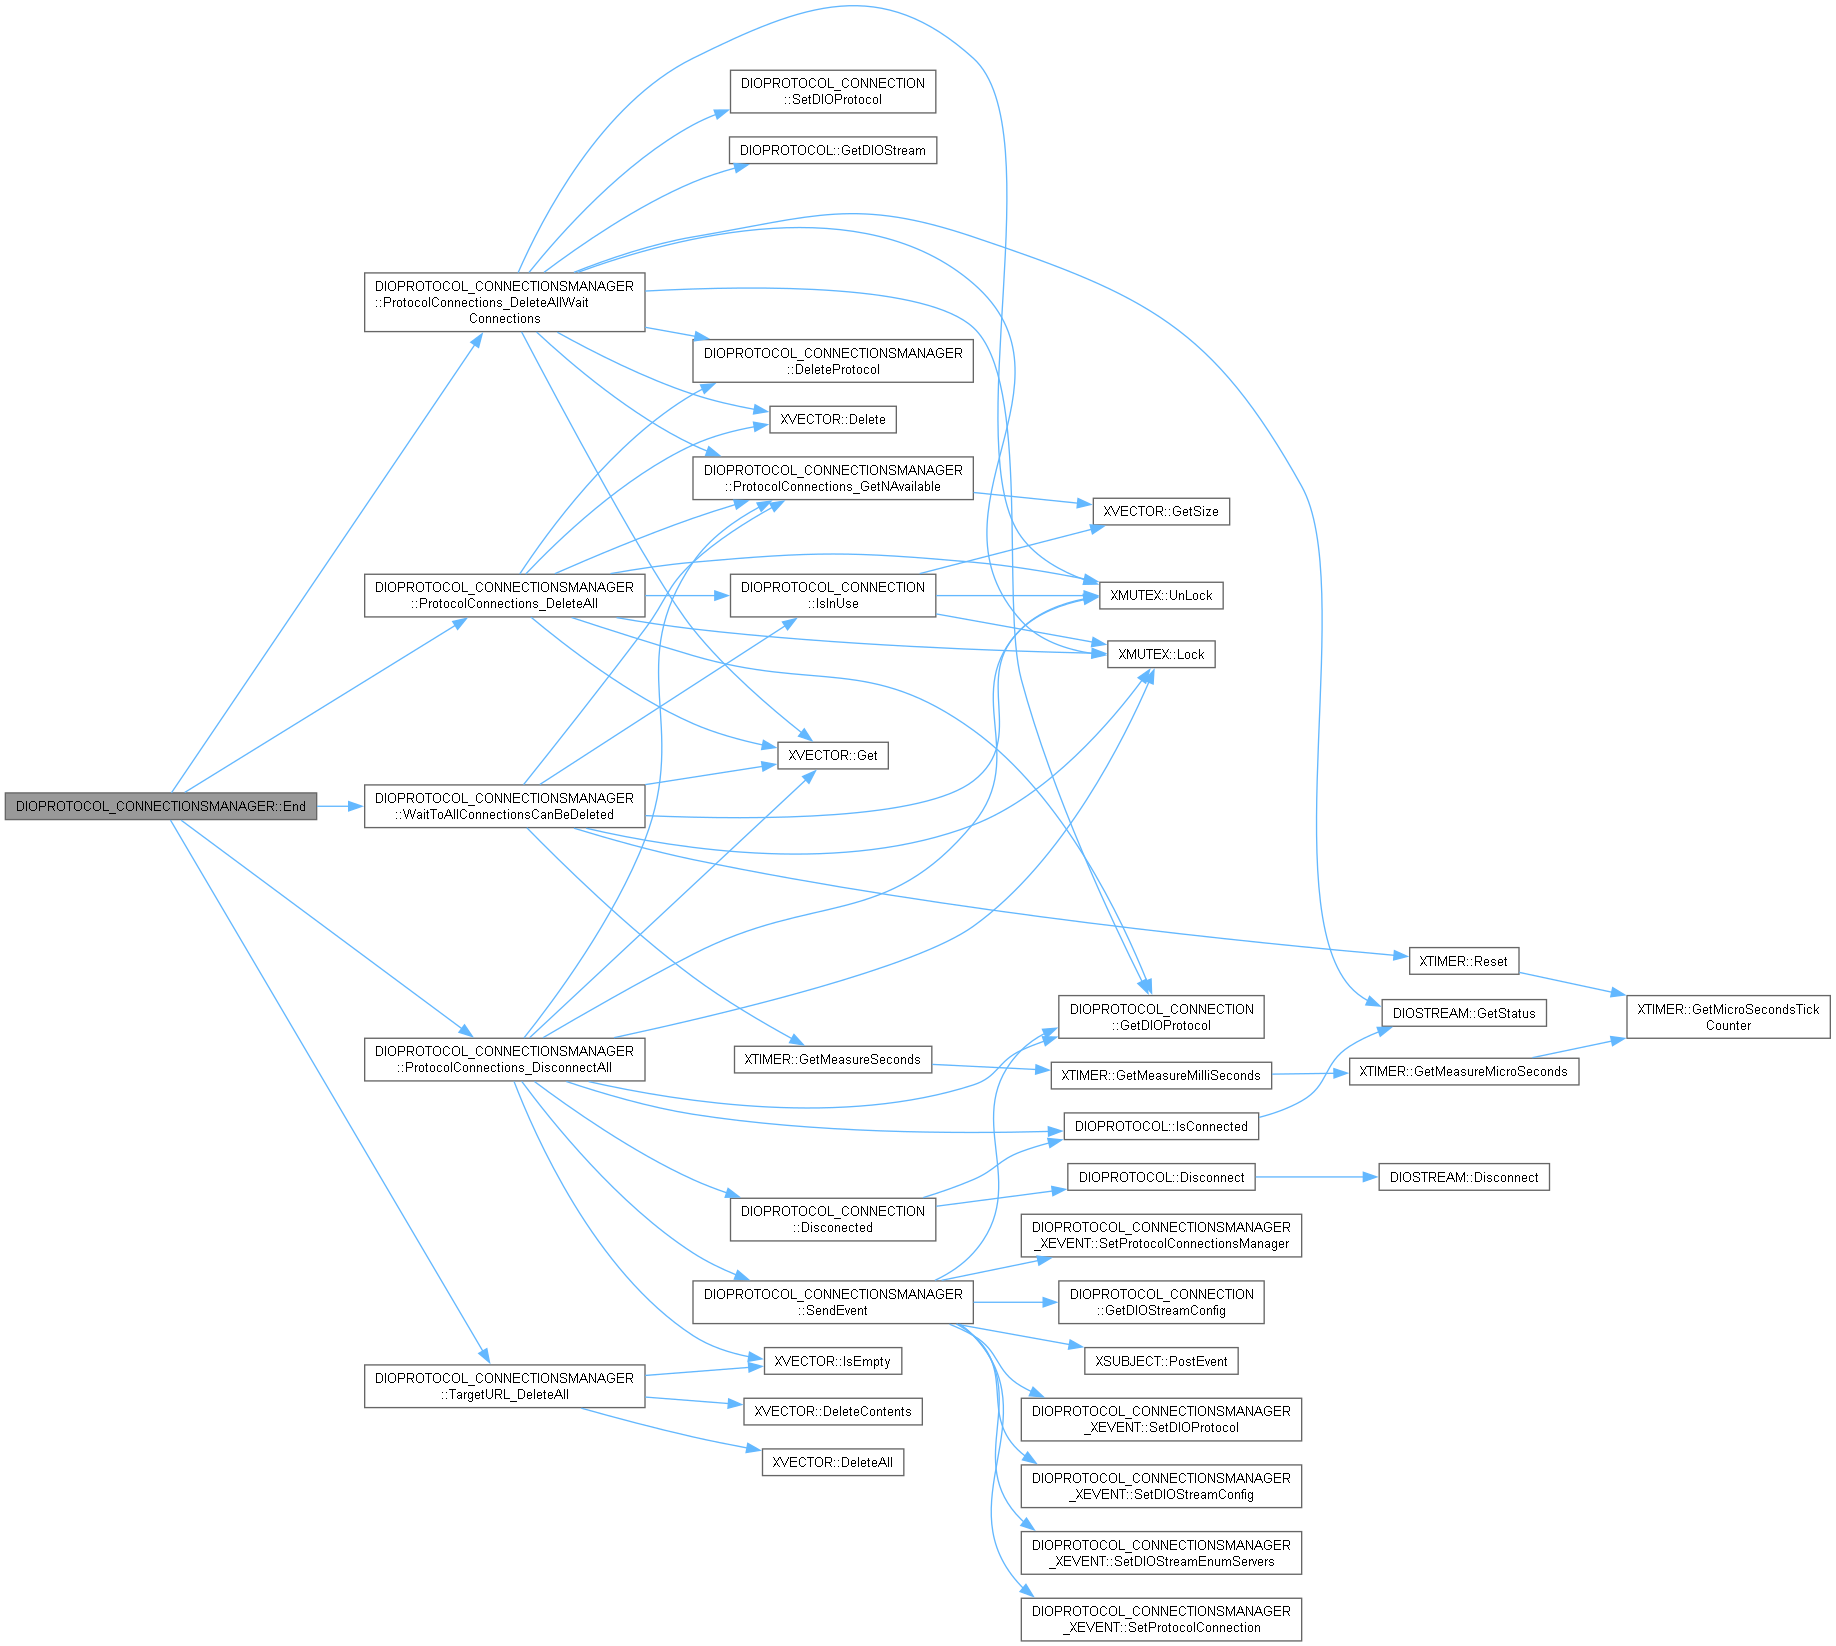 DIOPROTOCOL_CONNECTION
::SetDIOProtocol
DIOPROTOCOL::GetDIOStream
DIOPROTOCOL_CONNECTIONSMANAGER
::ProtocolConnections_DeleteAllWait
Connections
DIOPROTOCOL_CONNECTIONSMANAGER
::DeleteProtocol
XVECTOR::Delete
DIOPROTOCOL_CONNECTIONSMANAGER
::ProtocolConnections_GetNAvailable
XVECTOR::GetSize
DIOPROTOCOL_CONNECTIONSMANAGER
::ProtocolConnections_DeleteAll
DIOPROTOCOL_CONNECTION
::IsInUse
XMUTEX::UnLock
XMUTEX::Lock
XVECTOR::Get
DIOPROTOCOL_CONNECTIONSMANAGER::End
DIOPROTOCOL_CONNECTIONSMANAGER
::WaitToAllConnectionsCanBeDeleted
XTIMER::Reset
DIOPROTOCOL_CONNECTION
::GetDIOProtocol
DIOSTREAM::GetStatus
XTIMER::GetMicroSecondsTick
Counter
DIOPROTOCOL_CONNECTIONSMANAGER
::ProtocolConnections_DisconnectAll
XTIMER::GetMeasureSeconds
XTIMER::GetMeasureMilliSeconds
XTIMER::GetMeasureMicroSeconds
DIOPROTOCOL::IsConnected
DIOPROTOCOL::Disconnect
DIOSTREAM::Disconnect
DIOPROTOCOL_CONNECTION
::Disconected
DIOPROTOCOL_CONNECTIONSMANAGER
_XEVENT::SetProtocolConnectionsManager
DIOPROTOCOL_CONNECTIONSMANAGER
::SendEvent
DIOPROTOCOL_CONNECTION
::GetDIOStreamConfig
XSUBJECT::PostEvent
XVECTOR::IsEmpty
DIOPROTOCOL_CONNECTIONSMANAGER
::TargetURL_DeleteAll
XVECTOR::DeleteContents
DIOPROTOCOL_CONNECTIONSMANAGER
_XEVENT::SetDIOProtocol
XVECTOR::DeleteAll
DIOPROTOCOL_CONNECTIONSMANAGER
_XEVENT::SetDIOStreamConfig
DIOPROTOCOL_CONNECTIONSMANAGER
_XEVENT::SetDIOStreamEnumServers
DIOPROTOCOL_CONNECTIONSMANAGER
_XEVENT::SetProtocolConnection